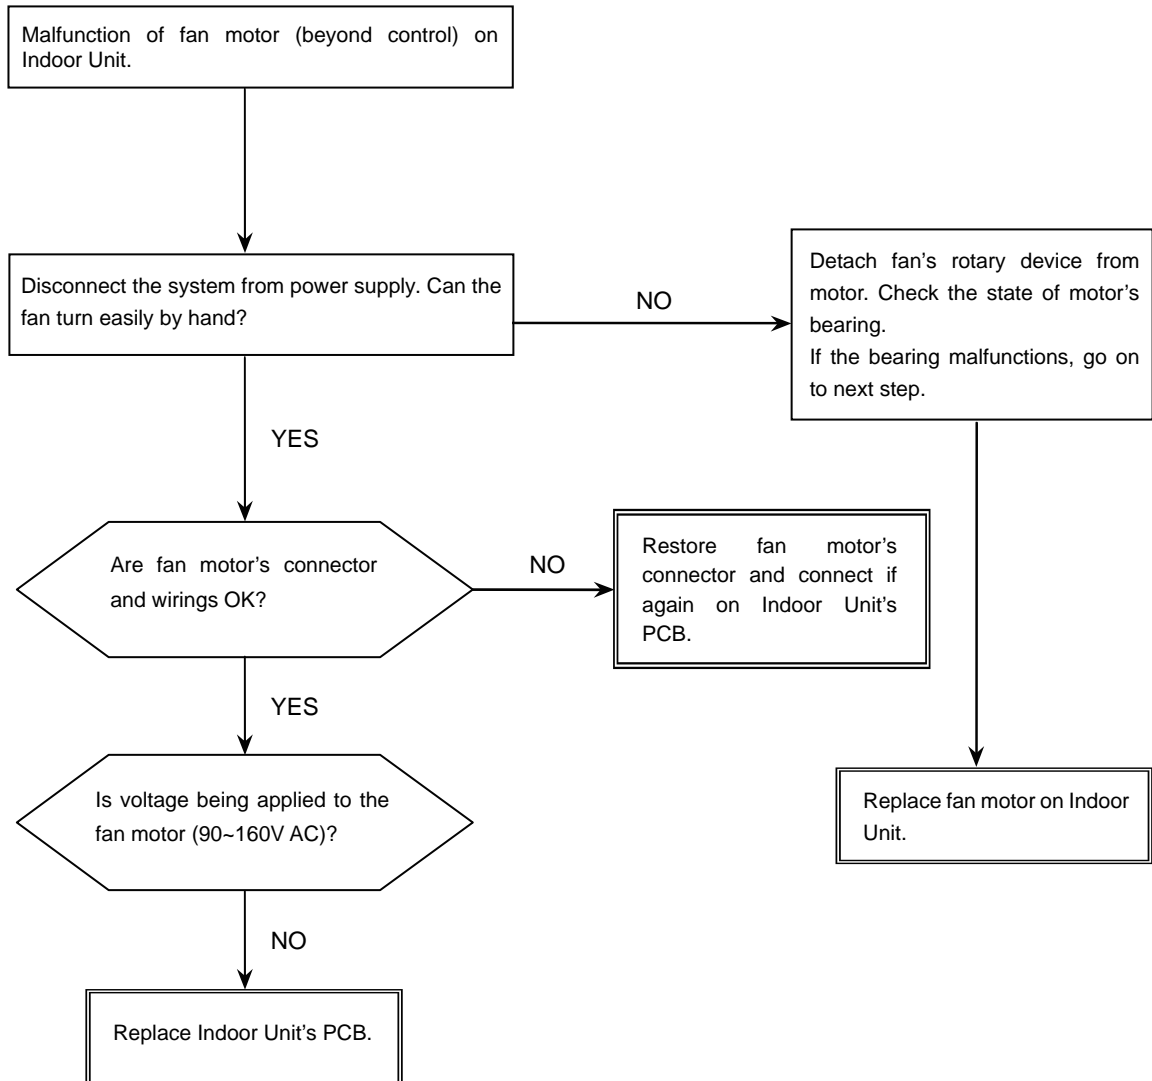 Malfunction of fan motor (beyond control) on
Indoor Unit.
Disconnect the system from power supply. Can the
fan turn easily by hand?
NO
Detach fan's rotary device from
motor. Check the state of motor's
bearing.
If the bearing malfunctions, go on
to next step.
YES
Are fan motor's connector
and wirings OK?
NO
Restore fan motor's
connector and connect if
again on Indoor Unit's
PCB.
YES
Is voltage being applied to the
fan motor (90~160V AC)?
Replace fan motor on Indoor
Unit.
NO
Replace Indoor Unit's PCB.